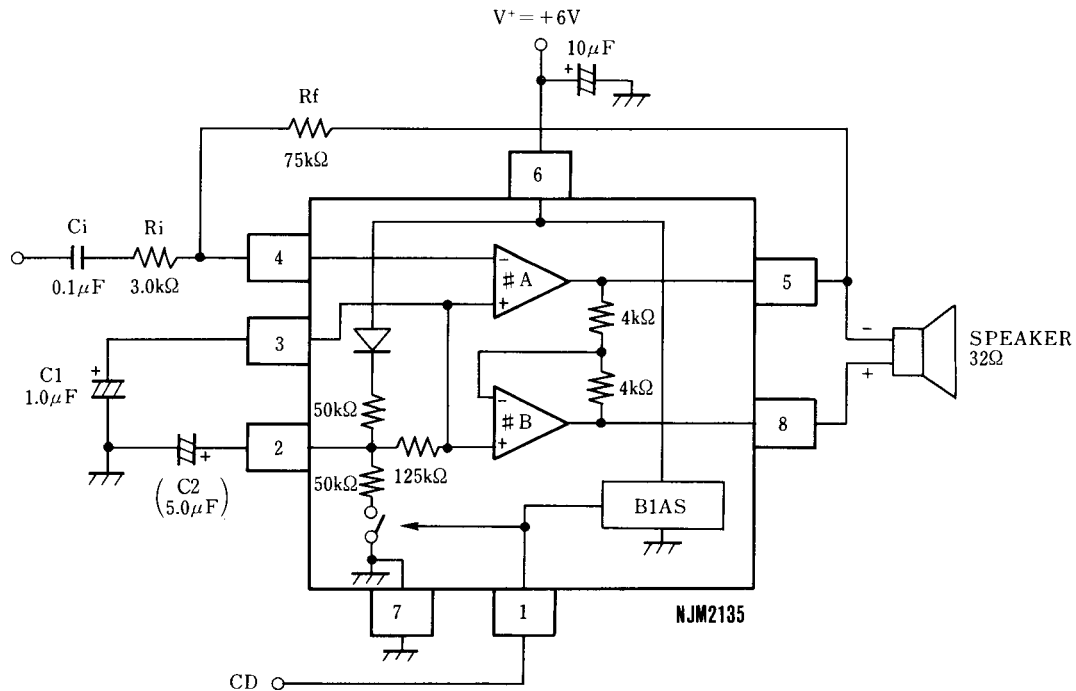 V⁺=+6V
10μF
+
Rf
75kΩ
6
Ci
Ri
0.1μF
3.0kΩ
4
−
#A
+
5
4kΩ
−
SPEAKER
32Ω
+
3
C1
1.0μF
+
4kΩ
50kΩ
−
#B
+
8
2
+
C2
(5.0μF)
125kΩ
50kΩ
B1AS
7
1
NJM2135
CD